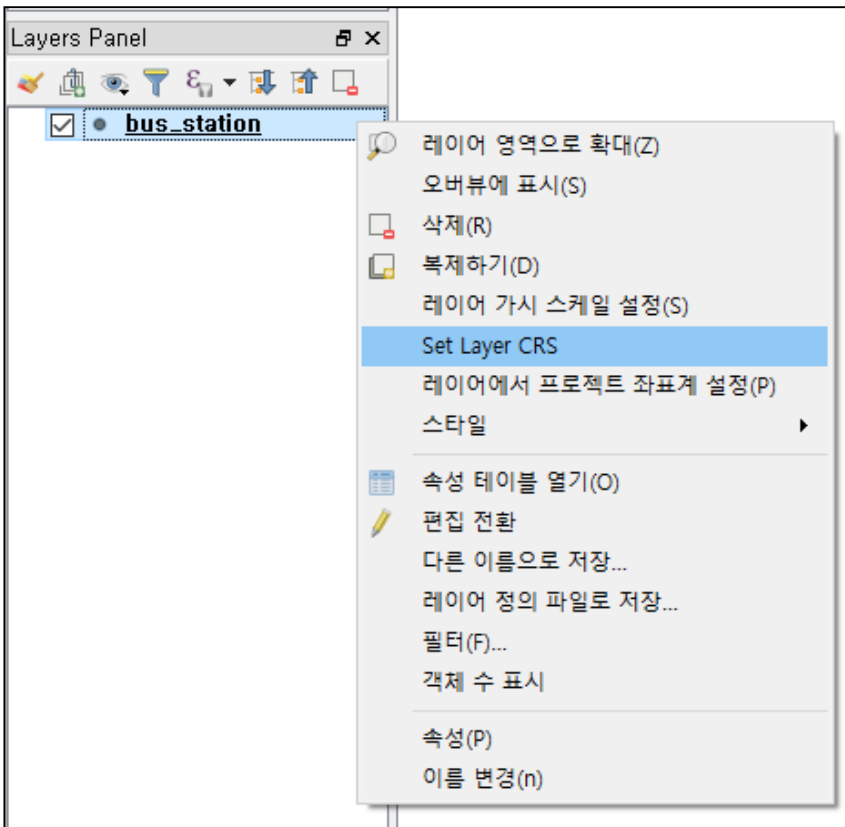 Layers Panel
bus_station
레이어 영역으로 확대(Z)
오버뷰에 표시(S)
삭제(R)
복제하기(D)
레이어 가시 스케일 설정(S)
Set Layer CRS
레이어에서 프로젝트 좌표계 설정(P)
스타일
속성 테이블 열기(O)
편집 전환
다른 이름으로 저장...
레이어 정의 파일로 저장...
필터(F)...
객체 수 표시
속성(P)
이름 변경(n)